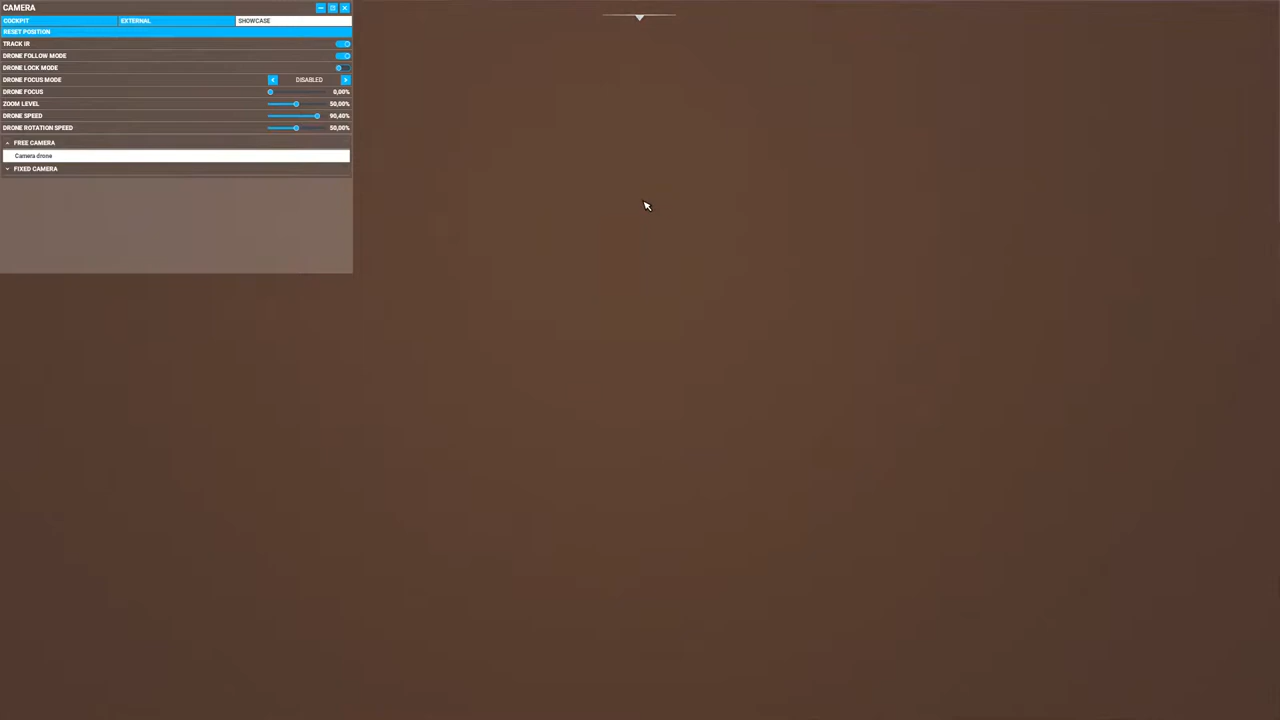 CAMERA
COCKPIT EXTERNAL SHOWCASE
RESET POSITION
TRACK IR
DRONE FOLLOW MODE
DRONE LOCK MODE
DRONE FOCUS MODE DISABLED
DRONE FOCUS 0,00%
ZOOM LEVEL 50,00%
DRONE SPEED 90,40%
DRONE ROTATION SPEED 50,00%
FREE CAMERA
Camera drone
FIXED CAMERA